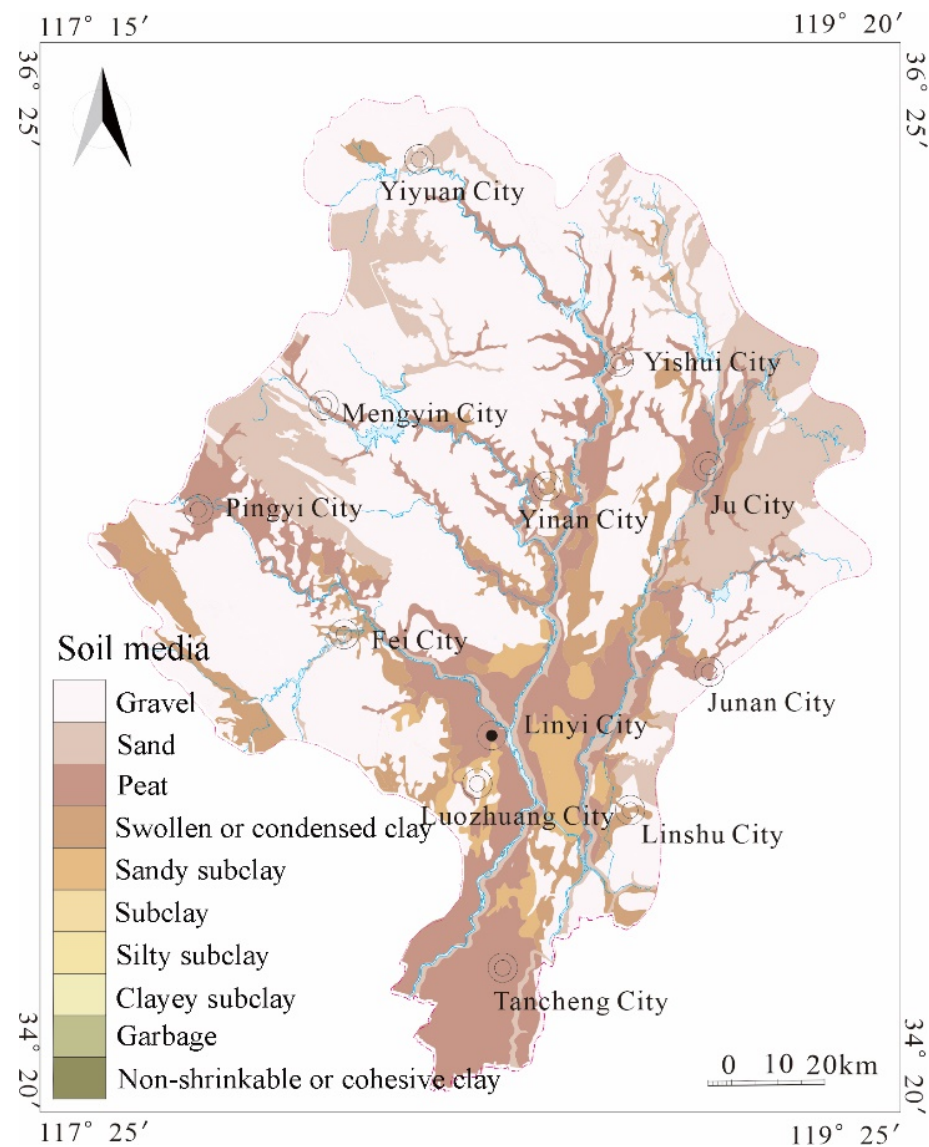 117° 15′
119° 20′
36° 25′
36° 25′
Yiyuan City
Yishui City
Mengyin City
Ju City
Pingyi City
Yinan City
Fei City
Junan City
Linyi City
Luozhuang City
Linshu City
Tancheng City
Soil media
Gravel
Sand
Peat
Swollen or condensed clay
Sandy subclay
Subclay
Silty subclay
Clayey subclay
Garbage
Non-shrinkable or cohesive clay
0 10 20km
34° 20′
34° 20′
117° 25′
119° 25′